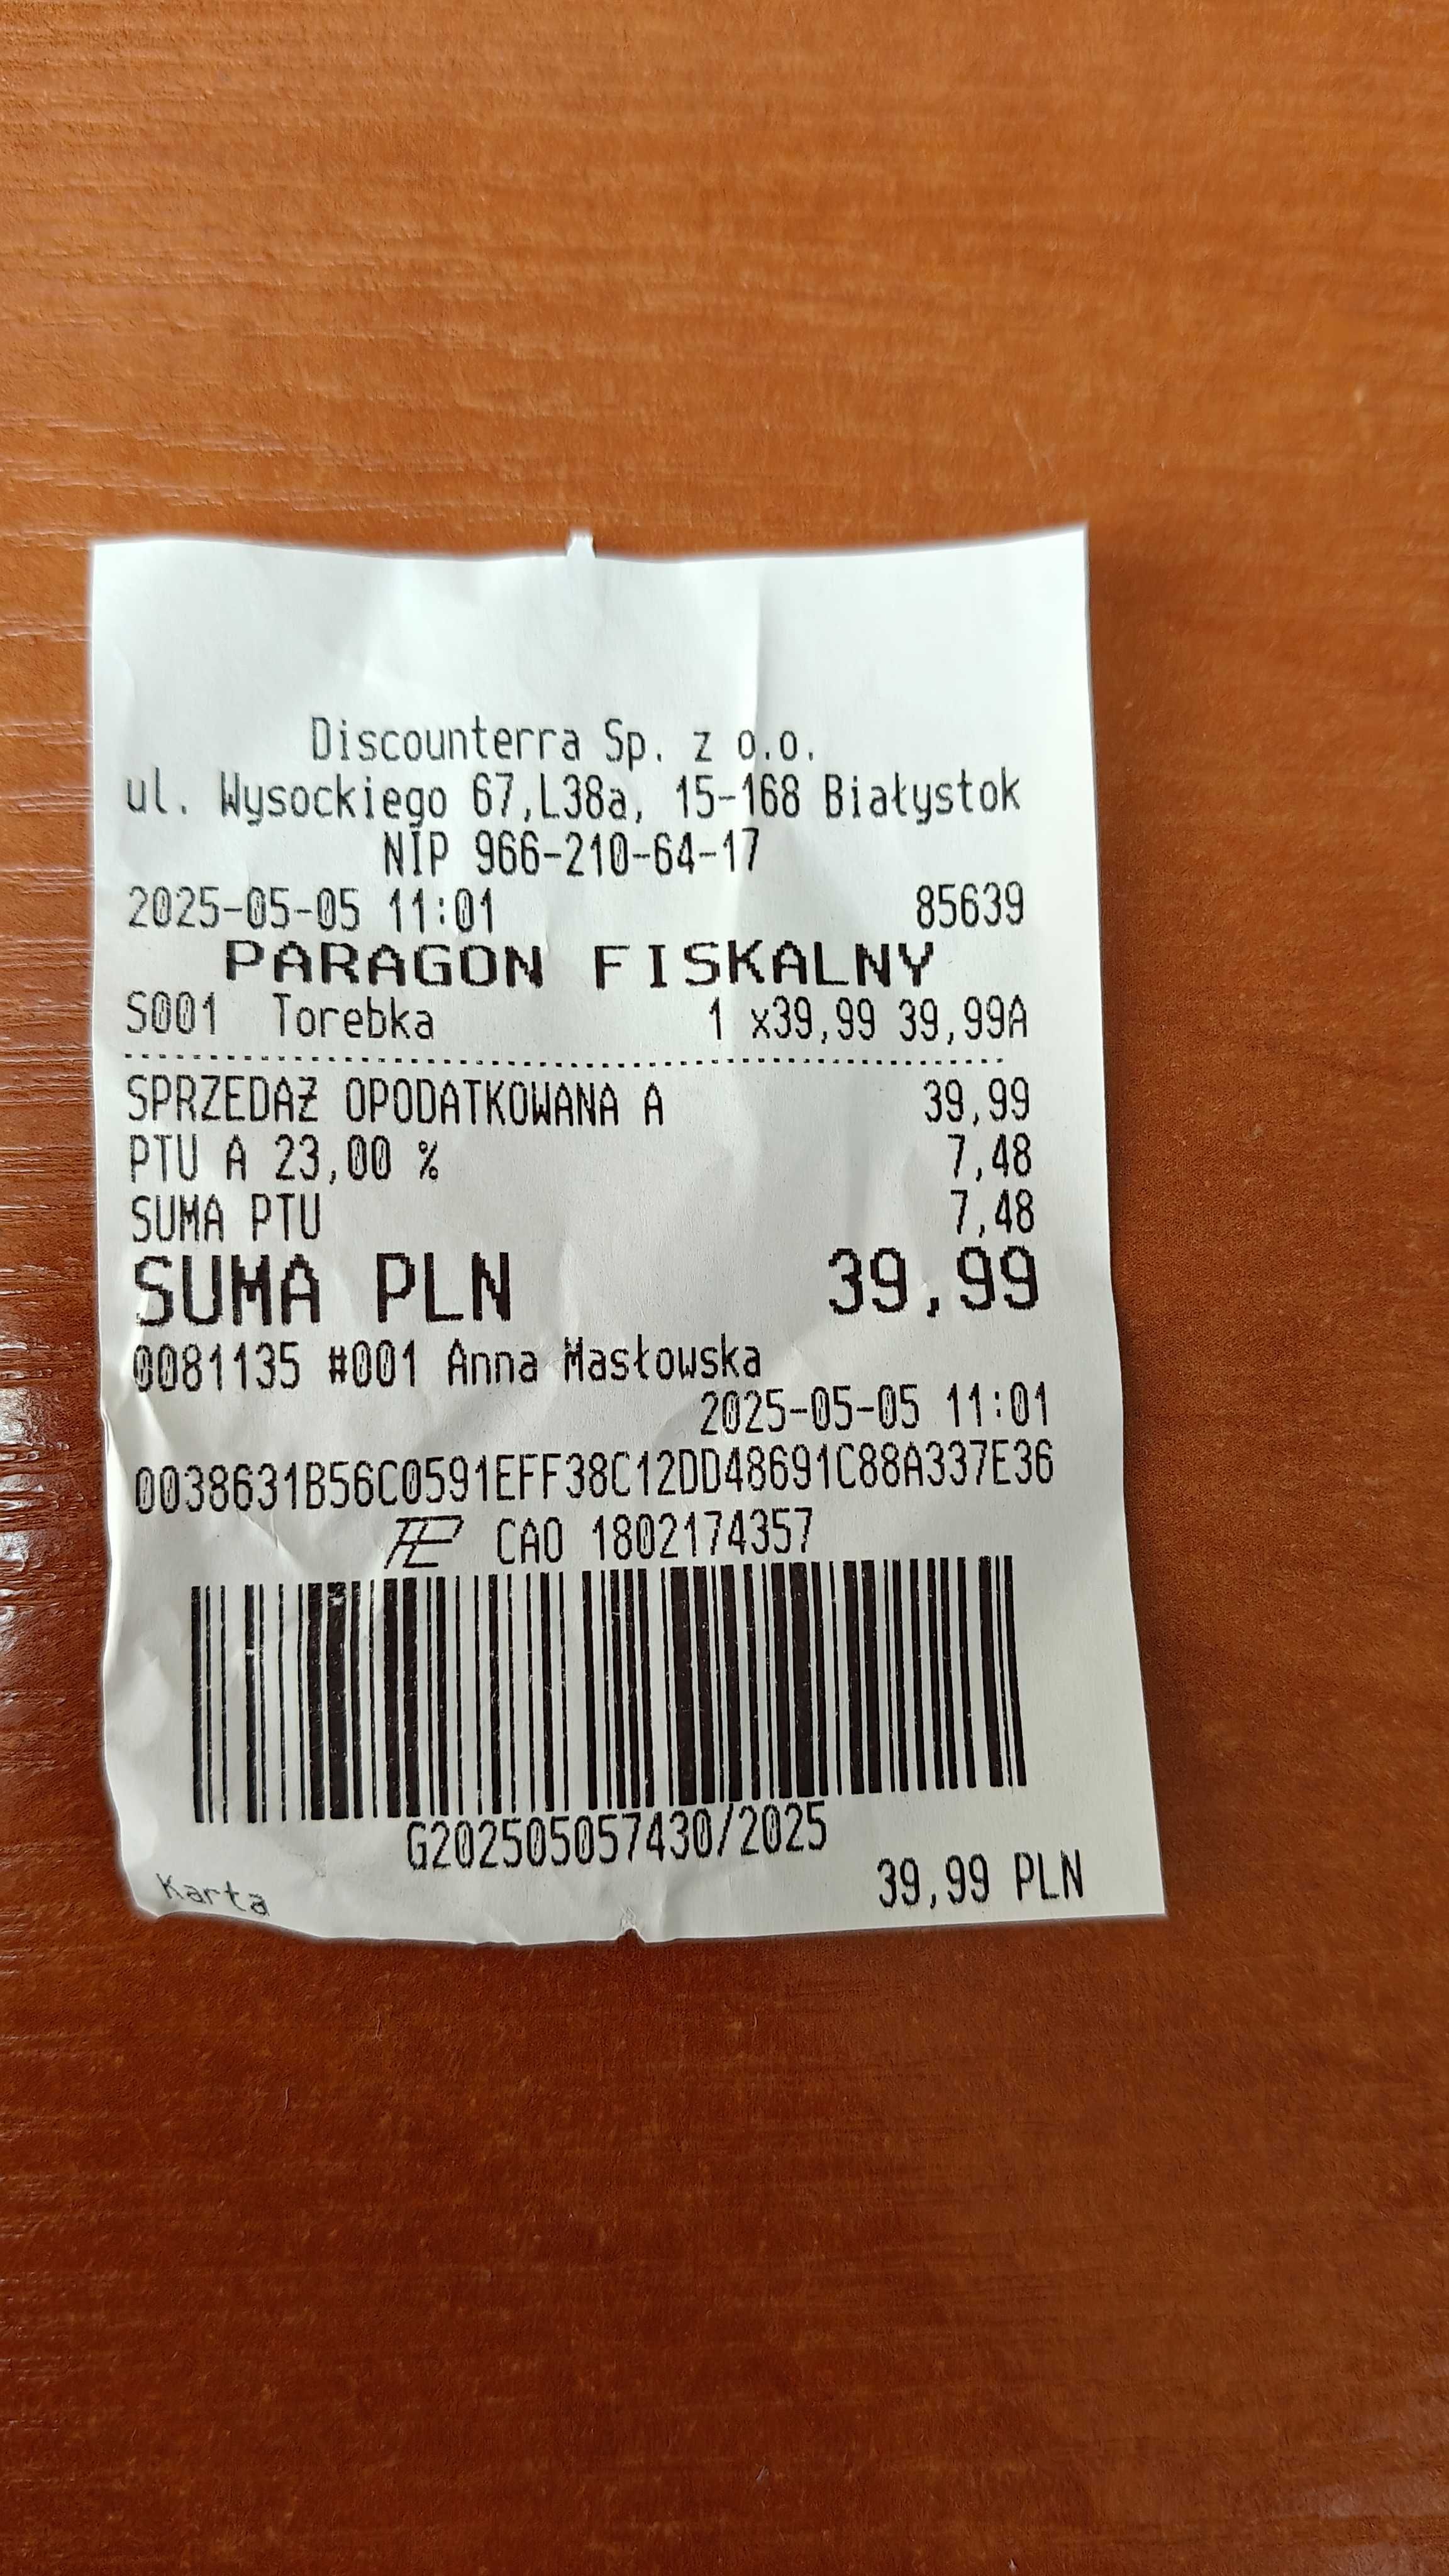 Discounterra Sp. z o.o.
ul. Wysockiego 67,L38a, 15-168 Białystok
NIP 966-210-64-17
2025-05-05 11:01 85639
PARAGON FISKALNY
S001 Torebka 1 x39,99 39,99A
SPRZEDAŻ OPODATKOWANA A 39,99
PTU A 23,00 % 7,48
SUMA PTU 7,48
SUMA PLN 39,99
0081135 #001 Anna Masłowska
2025-05-05 11:01
0038631B56C0591EFF38C12DD48691C88A337E36
CAO 1802174357
G202505057430/2025
Karta 39,99 PLN